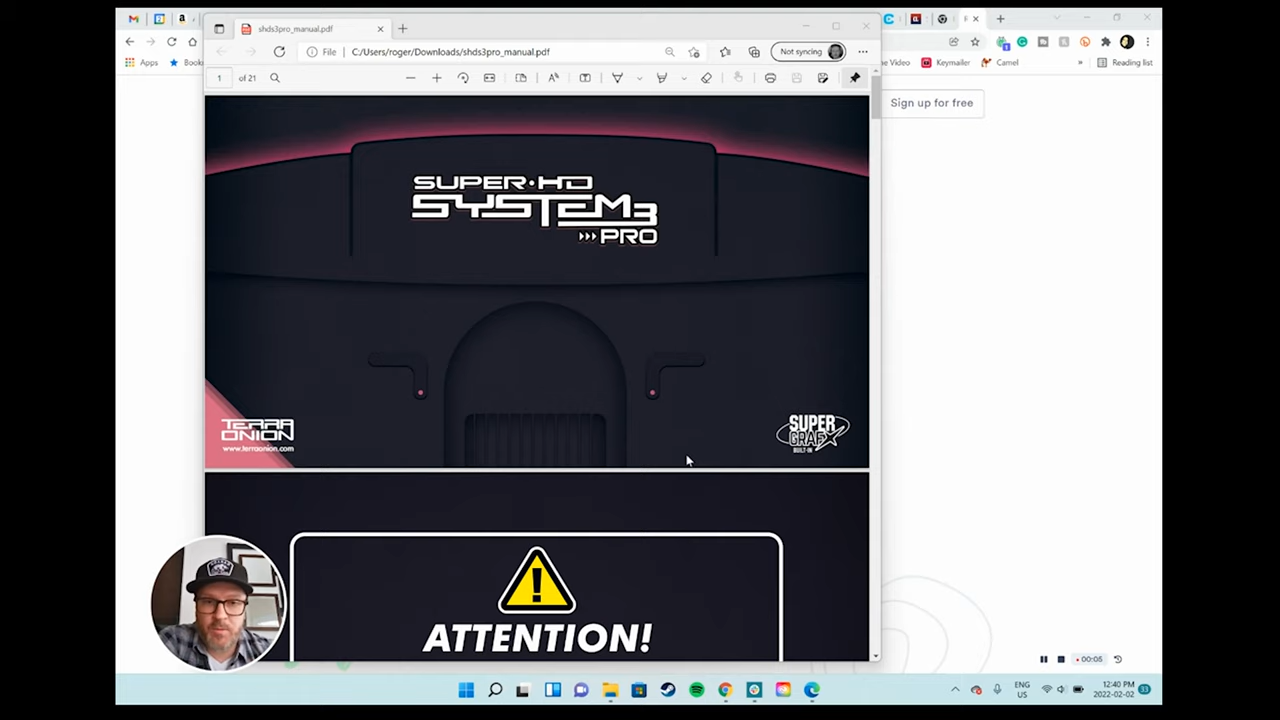 shds3pro_manual.pdf
File
C:/Users/roger/Downloads/shds3pro_manual.pdf
Not syncing
Apps
Book
Video
Keymailer
Camel
Reading list
1 of 21
Sign up for free
SUPER·HD
SYSTEM3
PRO
TERRA
ONION
www.terraonion.com
SUPER
GRAFX
BUILT-IN
ATTENTION!
00:05
ENG
US
12:40 PM
2022-02-02